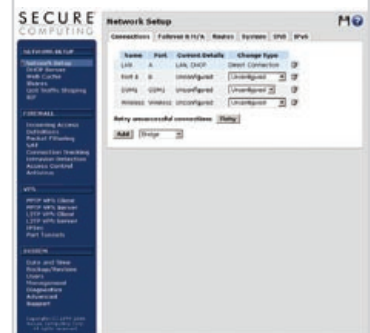 SECURE
COMPUTING
Network Setup
Connections Failover & H/A Routes System DNS IPv6
Name Port Current Details Change Type
LAN A LAN, DHCP Direct Connection
Port B B Unconfigured Unconfigured
COM1 COM1 Unconfigured Unconfigured
Wireless Wireless Unconfigured Unconfigured
Retry unsuccessful connections Retry
Add Bridge
NETWORK SETUP
Network Setup
DHCP Server
Web Cache
Shares
QoS Traffic Shaping
SIP
FIREWALL
Incoming Access
Definitions
Packet Filtering
NAT
Connection Tracking
Intrusion Detection
Access Control
Antivirus
VPN
PPTP VPN Client
PPTP VPN Server
L2TP VPN Client
L2TP VPN Server
IPSec
Port Tunnels
SYSTEM
Date and Time
Backup/Restore
Users
Management
Diagnostics
Advanced
Support